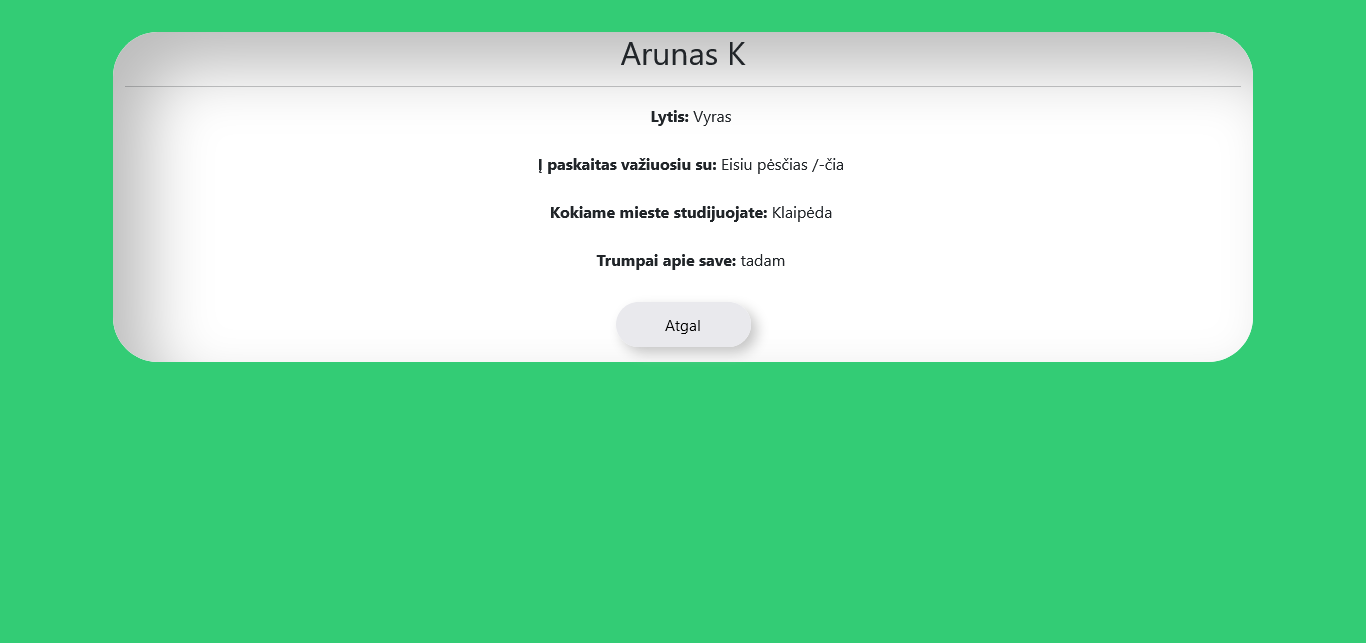 Arunas K
Lytis: Vyras
Į paskaitas važiuosiu su: Eisiu pėsčias /-čia
Kokiame mieste studijuojate: Klaipėda
Trumpai apie save: tadam
Atgal